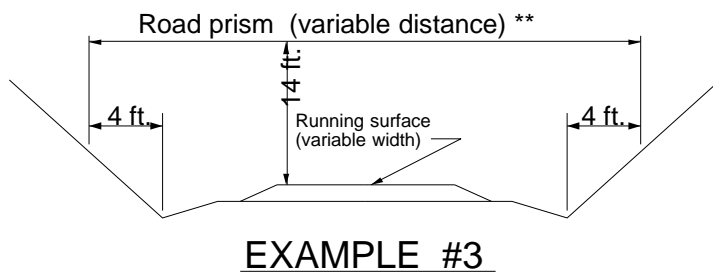 Road prism (variable distance) **
14 ft.
4 ft.
4 ft.
Running surface
(variable width)
EXAMPLE #3